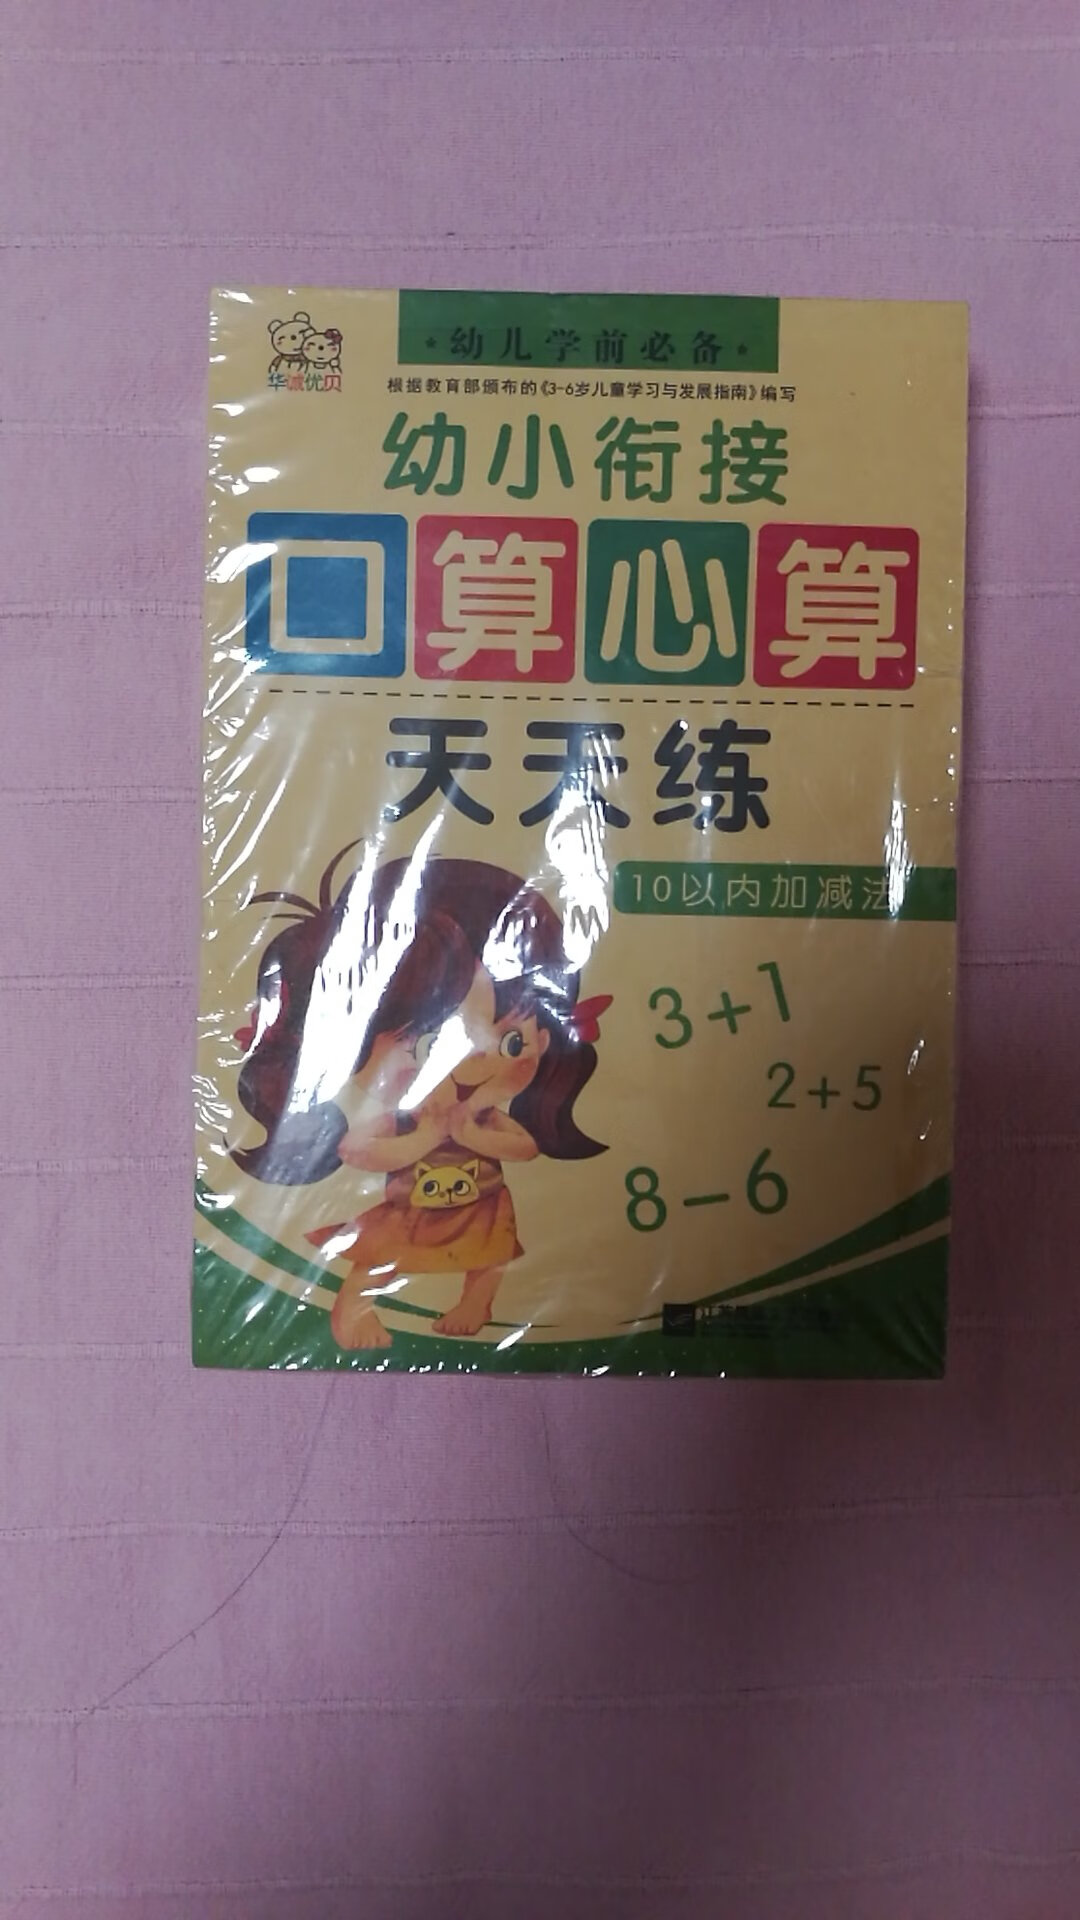 幼儿学前必备
华诚优贝
根据教育部颁布的《3-6岁儿童学习与发展指南》编写
幼小衔接
口算心算
天天练
10以内加减法
3+1
2+5
8-6